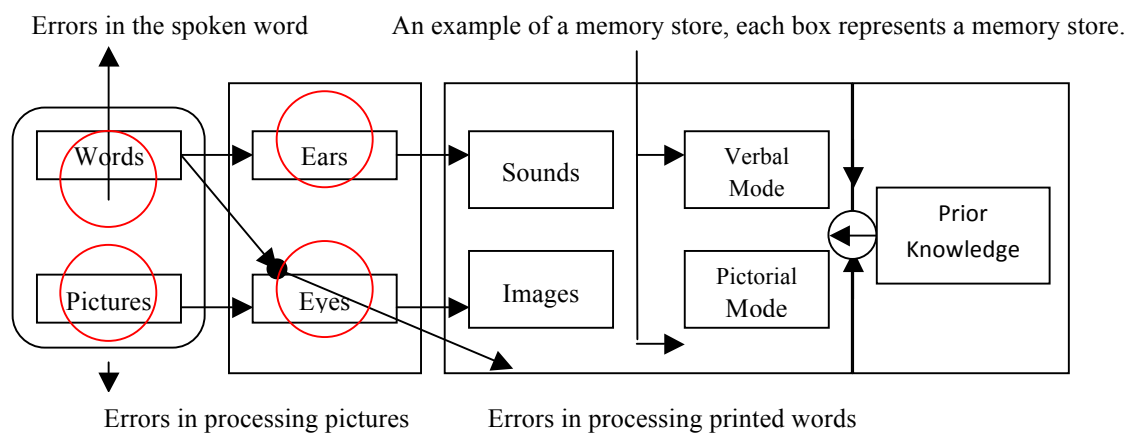 Errors in the spoken word
An example of a memory store, each box represents a memory store.
Words
Ears
Sounds
Verbal
Mode
Prior
Knowledge
Pictures
Eyes
Images
Pictorial
Mode
Errors in processing pictures
Errors in processing printed words